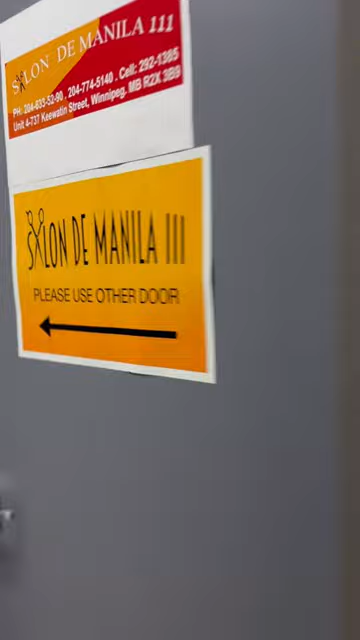 SALON DE MANILA 111
PH: 204-633-52-90 . 204-774-5140 . Cell: 292-1385
Unit 4-737 Keewatin Street, Winnipeg, MB R2X 3B9
SALON DE MANILA III
PLEASE USE OTHER DOOR